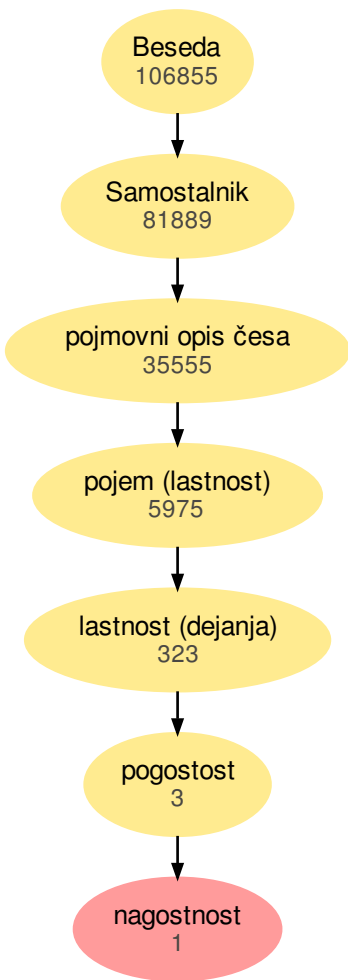 Beseda
106855
Samostalnik
81889
pojmovni opis česa
35555
pojem (lastnost)
5975
lastnost (dejanja)
323
pogostost
3
nagostnost
1